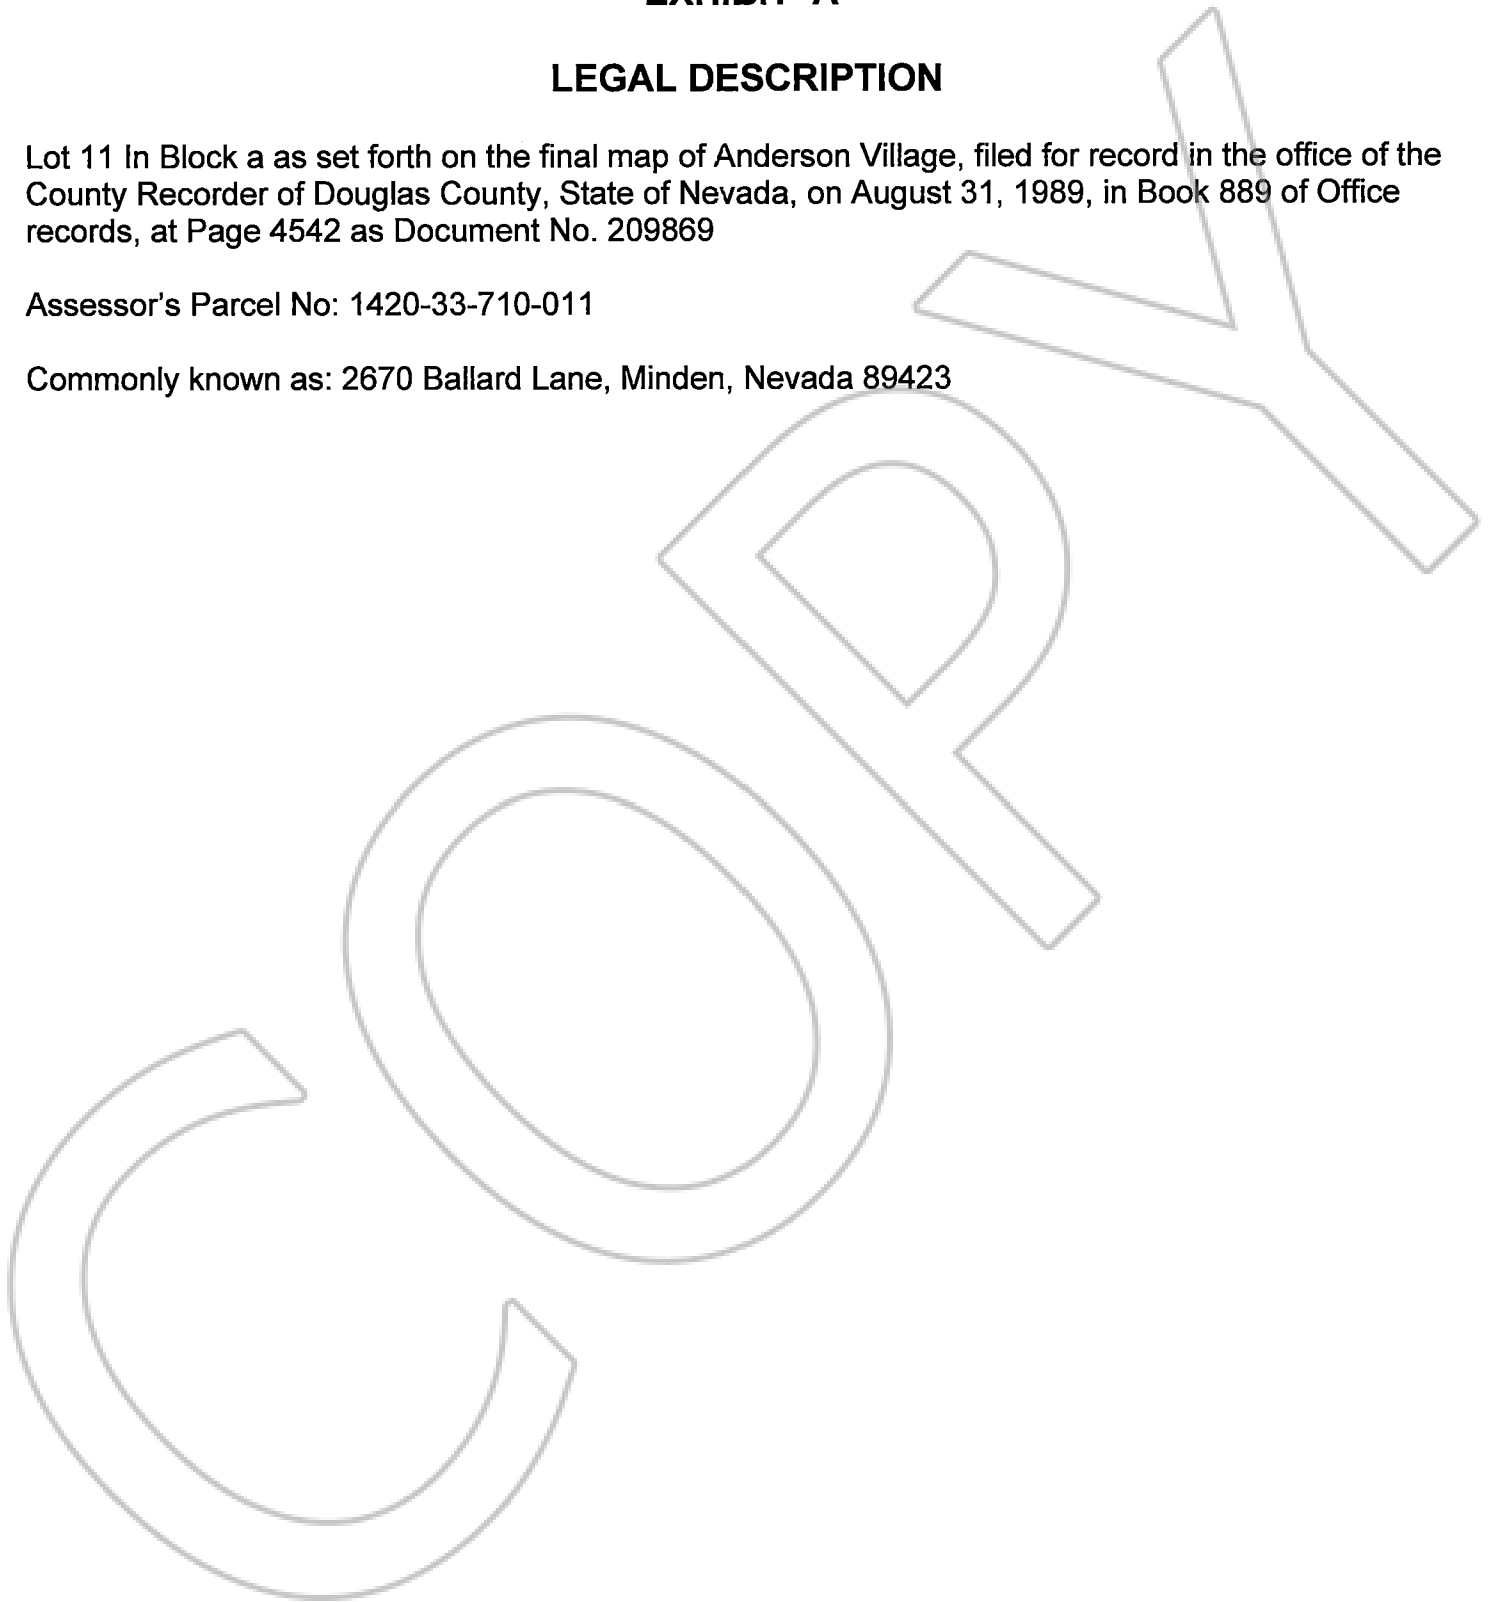 LEGAL DESCRIPTION
Lot 11 In Block a as set forth on the final map of Anderson Village, filed for record in the office of the
County Recorder of Douglas County, State of Nevada, on August 31, 1989, in Book 889 of Office
records, at Page 4542 as Document No. 209869
Assessor's Parcel No: 1420-33-710-011
Commonly known as: 2670 Ballard Lane, Minden, Nevada 89423
COPY